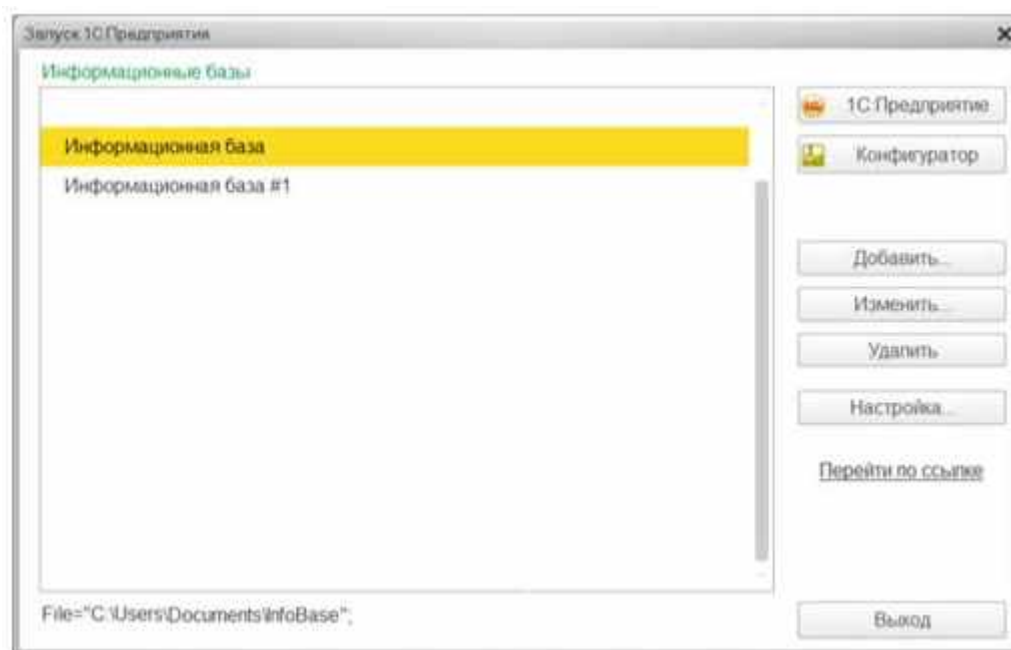 Запуск 1С:Предприятия
Информационные базы
Информационная база
Информационная база #1
1С:Предприятие
Конфигуратор
Добавить...
Изменить...
Удалить
Настройка...
Перейти по ссылке
File="C:\Users\Documents\InfoBase";
Выход